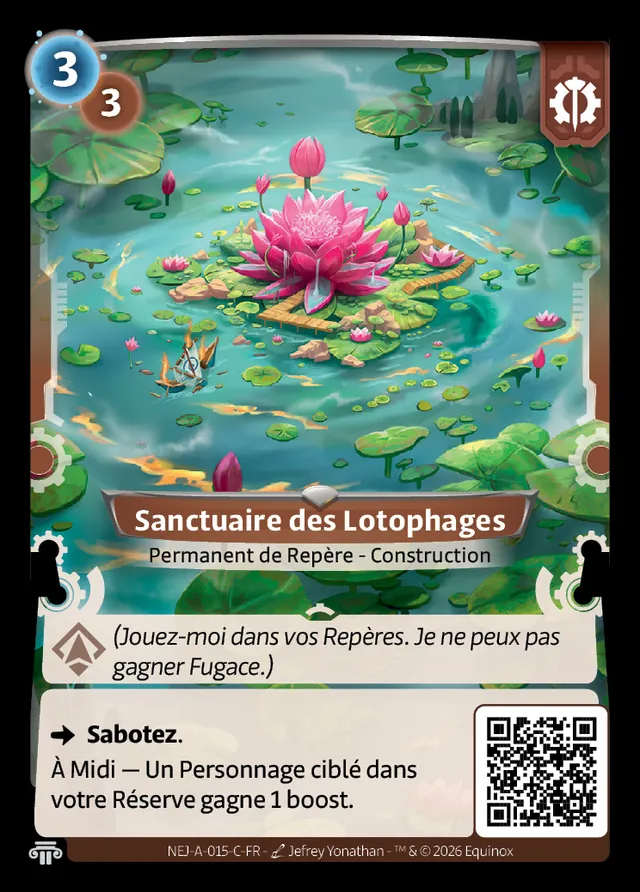 3
3
Sanctuaire des Lotophages
Permanent de Repère - Construction
(Jouez-moi dans vos Repères. Je ne peux pas
gagner Fugace.)
Sabotez.
À Midi — Un Personnage ciblé dans
votre Réserve gagne 1 boost.
NEJ-A-015-C-FR - Jefrey Yonathan - ™ & © 2026 Equinox